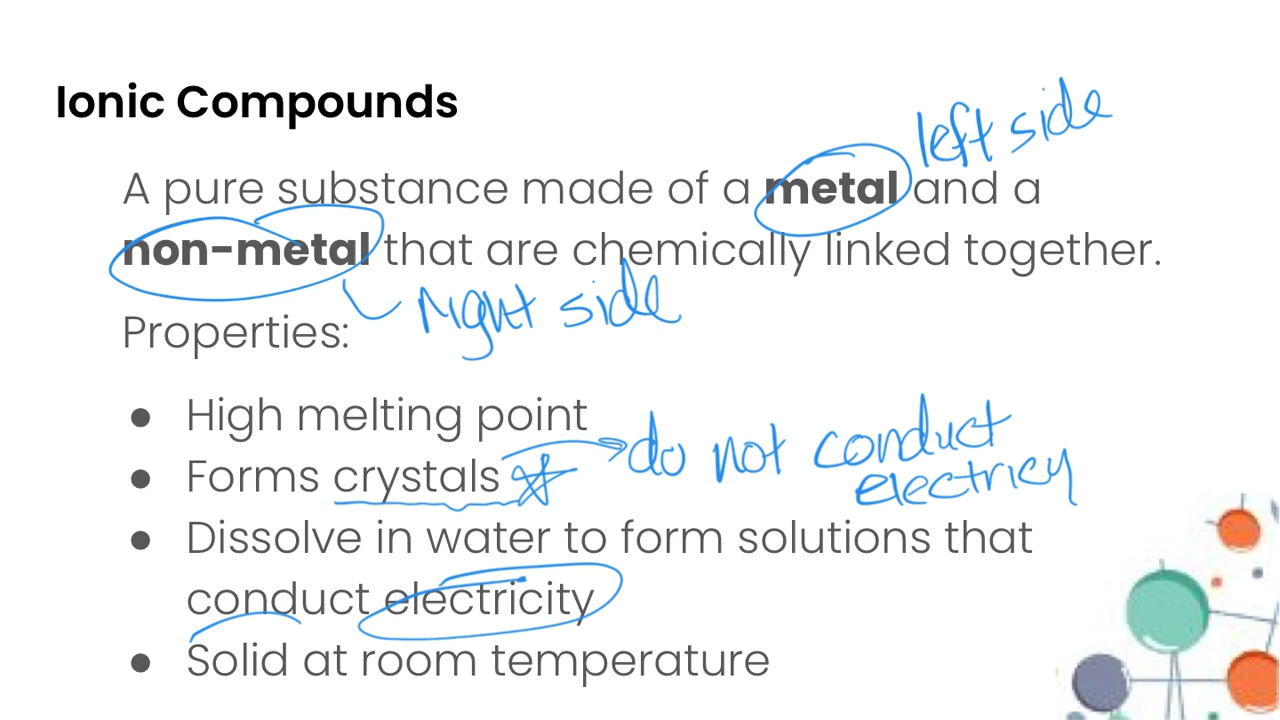 Ionic Compounds
left side
A pure substance made of a metal and a
non-metal that are chemically linked together.
right side
Properties:
● High melting point
● Forms crystals
do not conduct
electricity
● Dissolve in water to form solutions that
conduct electricity
● Solid at room temperature